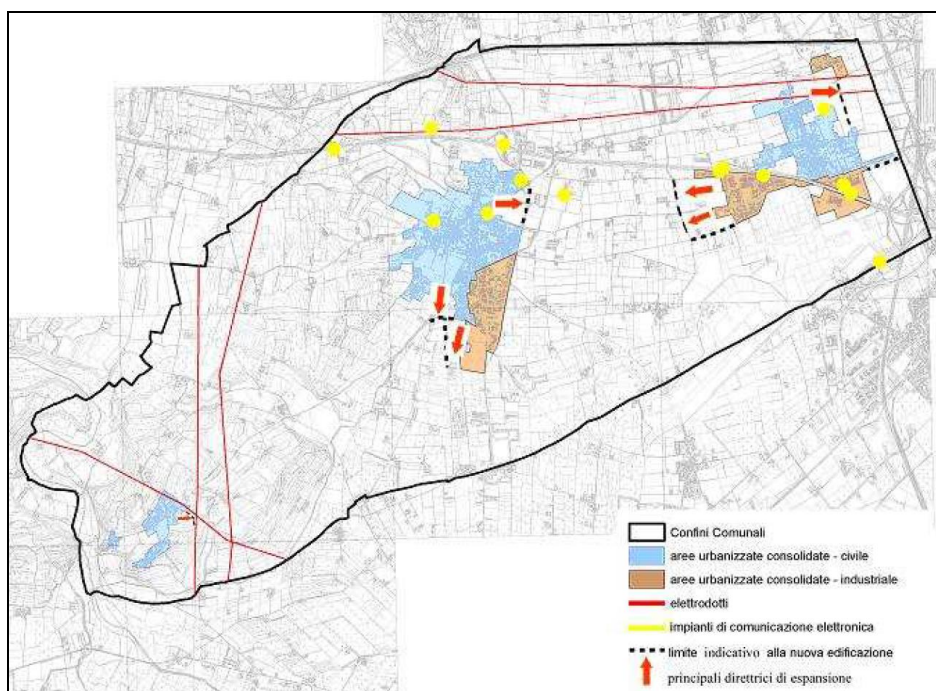 Confini Comunali
aree urbanizzate consolidate - civile
aree urbanizzate consolidate - industriale
elettrodotti
impianti di comunicazione elettronica
limite indicativo alla nuova edificazione
principali direttrici di espansione